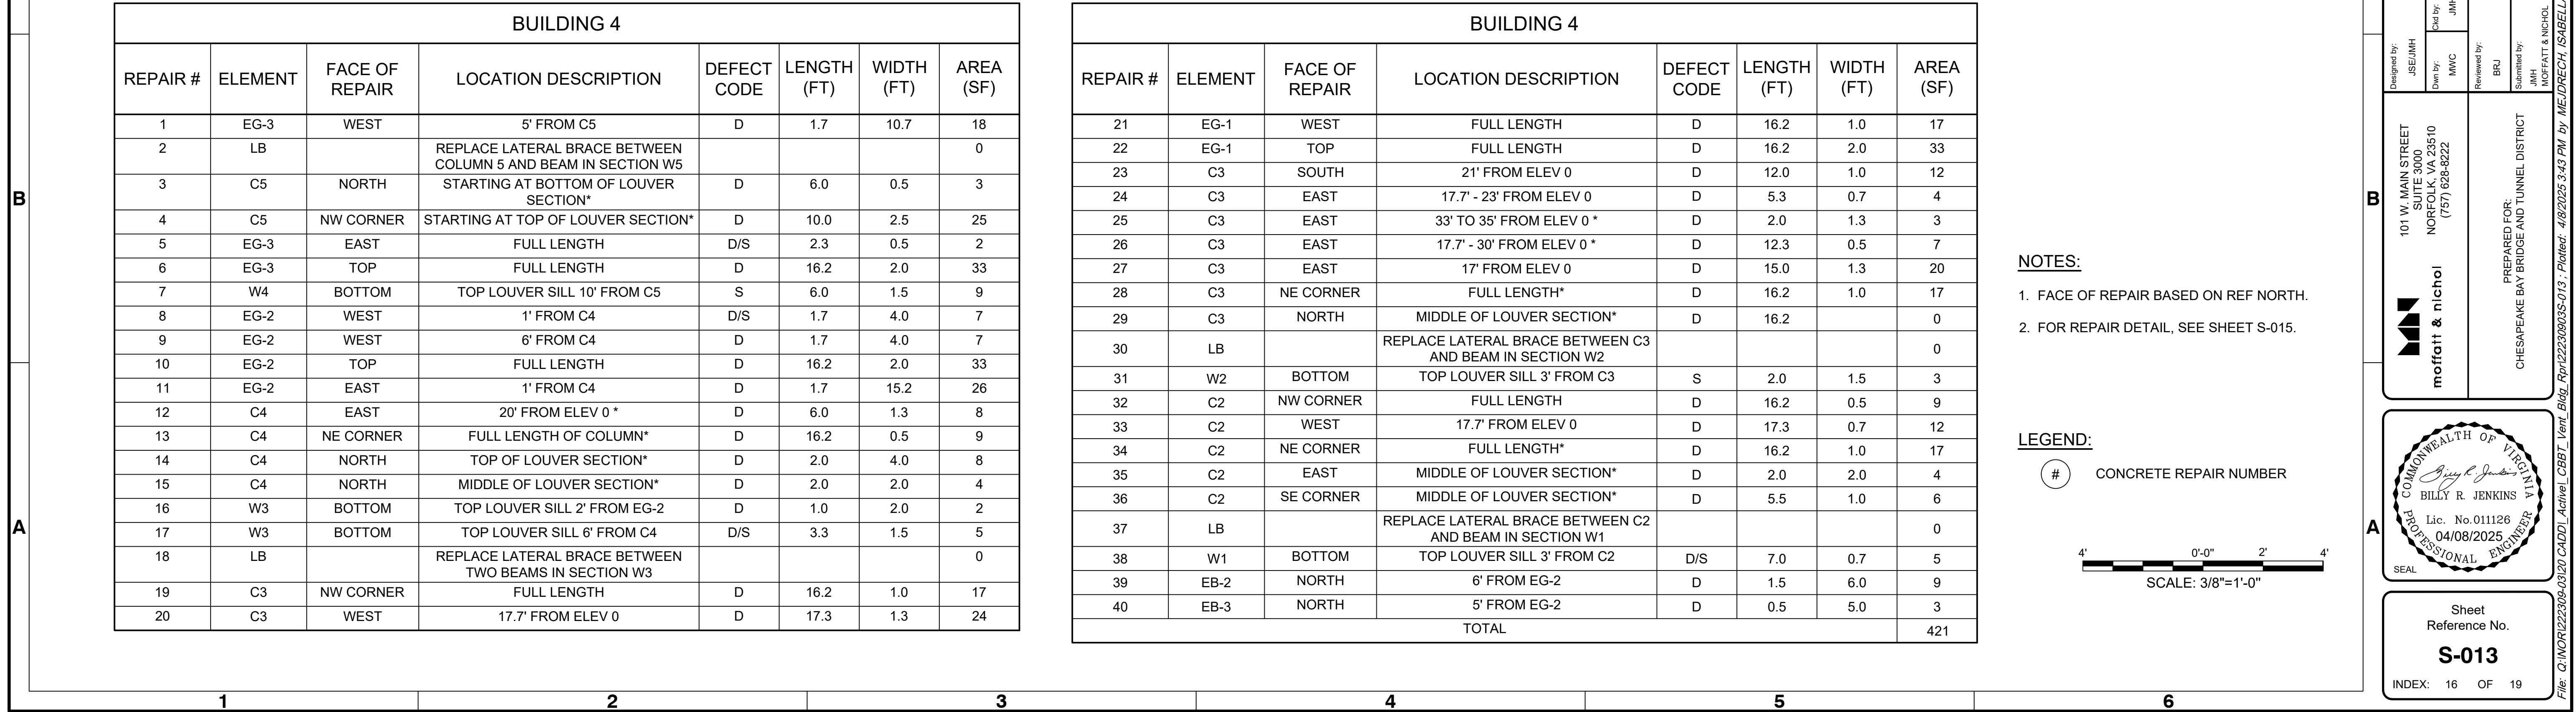 BUILDING 4
REPAIR # ELEMENT FACE OF REPAIR LOCATION DESCRIPTION DEFECT CODE LENGTH (FT) WIDTH (FT) AREA (SF)
1 EG-3 WEST 5' FROM C5 D 1.7 10.7 18
2 LB REPLACE LATERAL BRACE BETWEEN COLUMN 5 AND BEAM IN SECTION W5 0
3 C5 NORTH STARTING AT BOTTOM OF LOUVER SECTION* D 6.0 0.5 3
4 C5 NW CORNER STARTING AT TOP OF LOUVER SECTION* D 10.0 2.5 25
5 EG-3 EAST FULL LENGTH D/S 2.3 0.5 2
6 EG-3 TOP FULL LENGTH D 16.2 2.0 33
7 W4 BOTTOM TOP LOUVER SILL 10' FROM C5 S 6.0 1.5 9
8 EG-2 WEST 1' FROM C4 D/S 1.7 4.0 7
9 EG-2 WEST 6' FROM C4 D 1.7 4.0 7
10 EG-2 TOP FULL LENGTH D 16.2 2.0 33
11 EG-2 EAST 1' FROM C4 D 1.7 15.2 26
12 C4 EAST 20' FROM ELEV 0 * D 6.0 1.3 8
13 C4 NE CORNER FULL LENGTH OF COLUMN* D 16.2 0.5 9
14 C4 NORTH TOP OF LOUVER SECTION* D 2.0 4.0 8
15 C4 NORTH MIDDLE OF LOUVER SECTION* D 2.0 2.0 4
16 W3 BOTTOM TOP LOUVER SILL 2' FROM EG-2 D 1.0 2.0 2
17 W3 BOTTOM TOP LOUVER SILL 6' FROM C4 D/S 3.3 1.5 5
18 LB REPLACE LATERAL BRACE BETWEEN TWO BEAMS IN SECTION W3 0
19 C3 NW CORNER FULL LENGTH D 16.2 1.0 17
20 C3 WEST 17.7' FROM ELEV 0 D 17.3 1.3 24
BUILDING 4
REPAIR # ELEMENT FACE OF REPAIR LOCATION DESCRIPTION DEFECT CODE LENGTH (FT) WIDTH (FT) AREA (SF)
21 EG-1 WEST FULL LENGTH D 16.2 1.0 17
22 EG-1 TOP FULL LENGTH D 16.2 2.0 33
23 C3 SOUTH 21' FROM ELEV 0 D 12.0 1.0 12
24 C3 EAST 17.7' - 23' FROM ELEV 0 D 5.3 0.7 4
25 C3 EAST 33' TO 35' FROM ELEV 0 * D 2.0 1.3 3
26 C3 EAST 17.7' - 30' FROM ELEV 0 * D 12.3 0.5 7
27 C3 EAST 17' FROM ELEV 0 D 15.0 1.3 20
28 C3 NE CORNER FULL LENGTH* D 16.2 1.0 17
29 C3 NORTH MIDDLE OF LOUVER SECTION* D 16.2 0
30 LB REPLACE LATERAL BRACE BETWEEN C3 AND BEAM IN SECTION W2 0
31 W2 BOTTOM TOP LOUVER SILL 3' FROM C3 S 2.0 1.5 3
32 C2 NW CORNER FULL LENGTH D 16.2 0.5 9
33 C2 WEST 17.7' FROM ELEV 0 D 17.3 0.7 12
34 C2 NE CORNER FULL LENGTH* D 16.2 1.0 17
35 C2 EAST MIDDLE OF LOUVER SECTION* D 2.0 2.0 4
36 C2 SE CORNER MIDDLE OF LOUVER SECTION* D 5.5 1.0 6
37 LB REPLACE LATERAL BRACE BETWEEN C2 AND BEAM IN SECTION W1 0
38 W1 BOTTOM TOP LOUVER SILL 3' FROM C2 D/S 7.0 0.7 5
39 EB-2 NORTH 6' FROM EG-2 D 1.5 6.0 9
40 EB-3 NORTH 5' FROM EG-2 D 0.5 5.0 3
TOTAL 421
NOTES:
1. FACE OF REPAIR BASED ON REF NORTH.
2. FOR REPAIR DETAIL, SEE SHEET S-015.
LEGEND:
# CONCRETE REPAIR NUMBER
4' 0'-0" 2' 4'
SCALE: 3/8"=1'-0"
B
A
B
A
1 2 3 4 5 6
Designed by:
JSE/JMH
Dwn by:
MWC
Ckd by:
Reviewed by:
BRJ
Submitted by:
JMH
MOFFATT & NICHOL
101 W. MAIN STREET
SUITE 3000
NORFOLK, VA 23510
(757) 628-8222
moffatt & nichol
PREPARED FOR:
CHESAPEAKE BAY BRIDGE AND TUNNEL DISTRICT
COMMONWEALTH OF VIRGINIA
Billy R. Jenkins
BILLY R. JENKINS
Lic. No. 011126
04/08/2025
PROFESSIONAL ENGINEER
SEAL
Sheet
Reference No.
S-013
INDEX: 16 OF 19
File: Q:\NOR\222309-03\20 CADD\_Active\_CBBT_Vent_Bldg_Rpr\22230903S-013 ; Plotted: 4/8/2025 3:43 PM by MEJDRECH, ISABELL